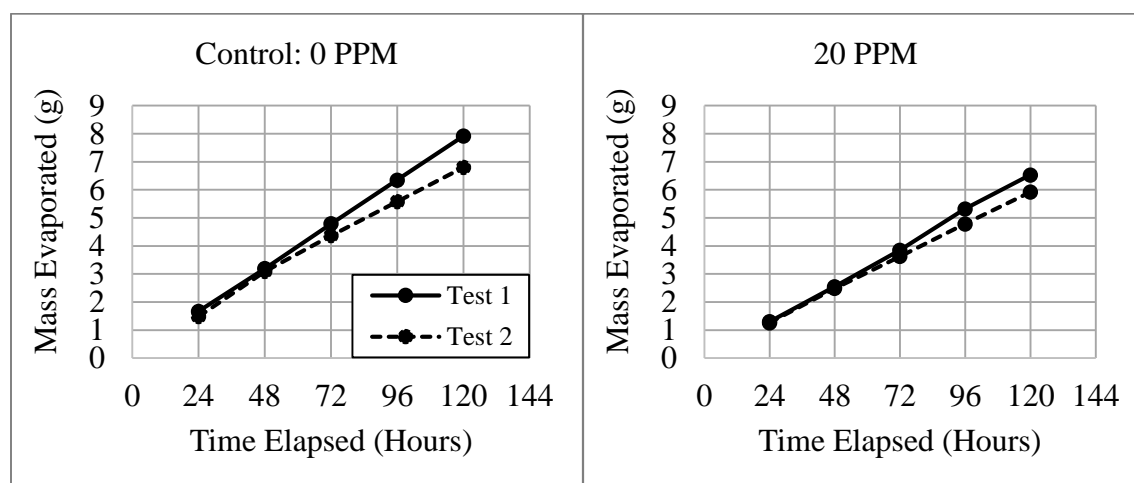 Control: 0 PPM
Mass Evaporated (g)
9
8
7
6
5
4
3
2
1
0
Test 1
Test 2
0 24 48 72 96 120 144
Time Elapsed (Hours)
20 PPM
Mass Evaporated (g)
9
8
7
6
5
4
3
2
1
0
0 24 48 72 96 120 144
Time Elapsed (Hours)